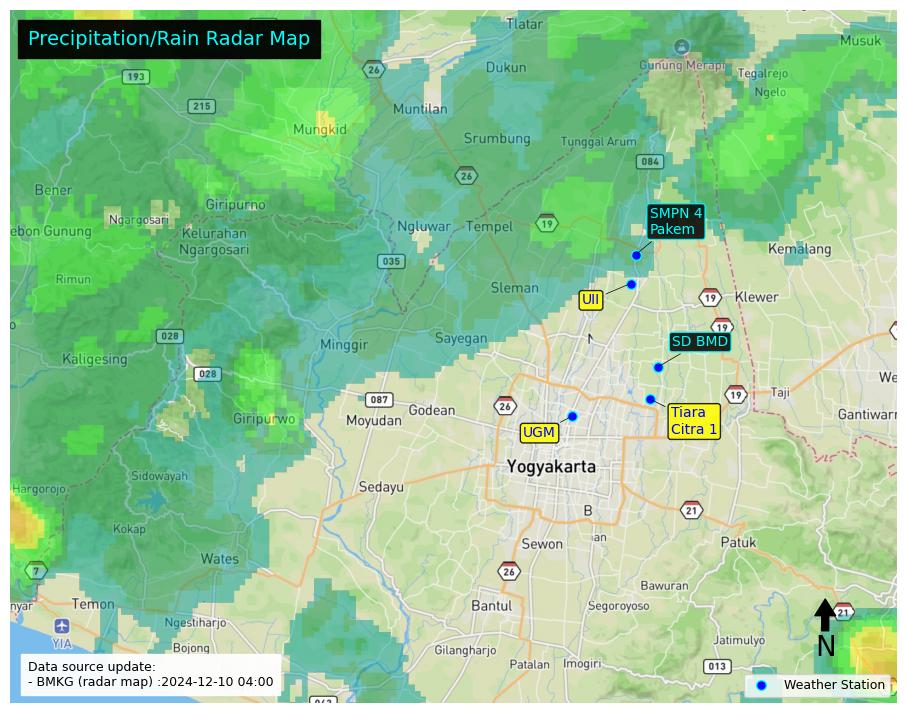 Precipitation/Rain Radar Map
Tlatar
Musuk
26
Dukun
Gunung Merapi
Tegalrejo
193
Ngelo
215
Muntilan
Mungkid
Srumbung
Tunggal Arum
084
26
Bener
Giripurno
SMPN 4
Pakem
Ngargosari
ebon Gunung
Kelurahan
Ngargosari
Ngluwar
Tempel
19
Kemalang
035
Rimun
Sleman
UII
19
Klewer
19
028
Minggir
Sayegan
N
SD BMD
Kaligesing
028
We
087
26
19
Taji
Giripurwo
Moyudan
Godean
Tiara
Citra 1
Gantiwarr
UGM
Yogyakarta
Sidowayah
Sedayu
Hargorojo
21
B
Kokap
an
Sewon
Patuk
Wates
7
26
Bawuran
nyar
Temon
Bantul
Segoroyoso
21
Ngestiharjo
YIA
Bojong
Gilangharjo
Jatimulyo
N
Patalan
Imogiri
013
Data source update:
- BMKG (radar map) :2024-12-10 04:00
Weather Station